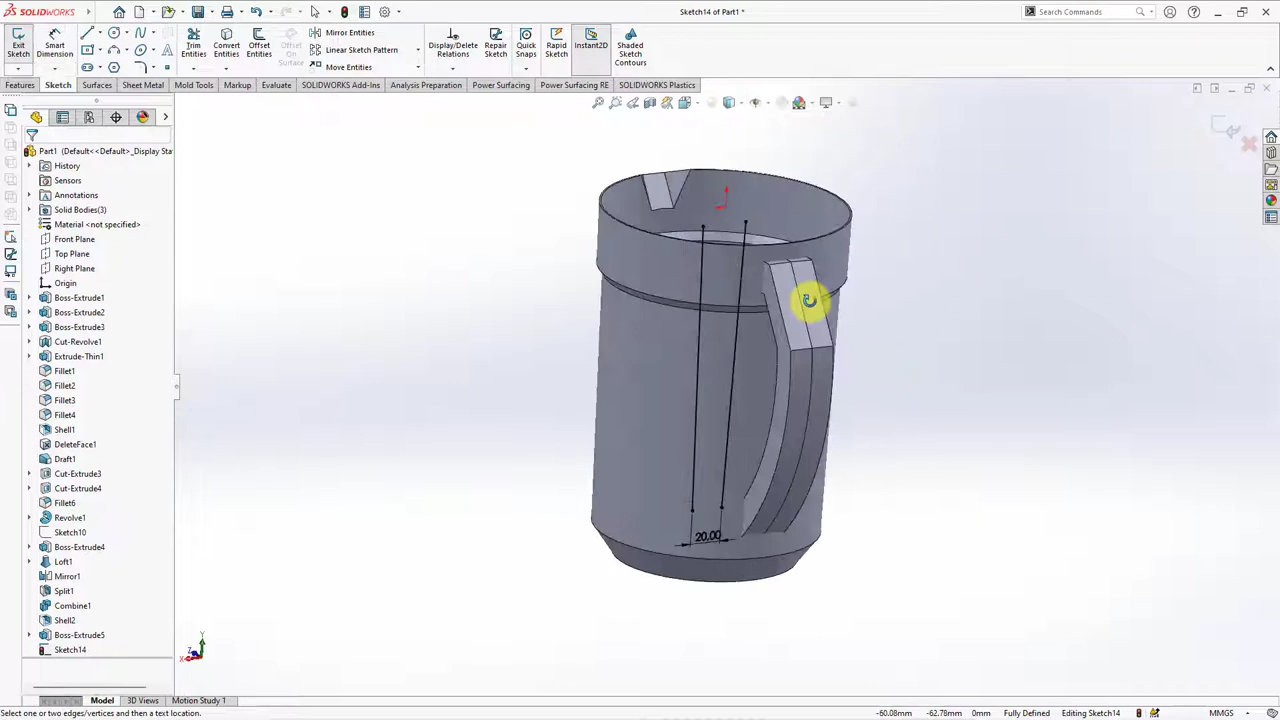 SOLIDWORKS
Sketch14 of Part1 *
Search Commands
Exit Sketch
Smart Dimension
Trim Entities
Convert Entities
Offset Entities
Offset On Surface
Mirror Entities
Linear Sketch Pattern
Move Entities
Display/Delete Relations
Repair Sketch
Quick Snaps
Rapid Sketch
Instant2D
Shaded Sketch Contours
Features
Sketch
Surfaces
Sheet Metal
Mold Tools
Markup
Evaluate
SOLIDWORKS Add-Ins
Analysis Preparation
Power Surfacing
Power Surfacing RE
SOLIDWORKS Plastics
Part1 (Default<<Default>_Display Sta
History
Sensors
Annotations
Solid Bodies(3)
Material <not specified>
Front Plane
Top Plane
Right Plane
Origin
Boss-Extrude1
Boss-Extrude2
Boss-Extrude3
Cut-Revolve1
Extrude-Thin1
Fillet1
Fillet2
Fillet3
Fillet4
Shell1
DeleteFace1
Draft1
Cut-Extrude3
Cut-Extrude4
Fillet6
Revolve1
Sketch10
Boss-Extrude4
Loft1
Mirror1
Split1
Combine1
Shell2
Boss-Extrude5
Sketch14
20,00
Y
X
Z
Model
3D Views
Motion Study 1
Select one or two edges/vertices and then a text location.
-60.08mm
-62.78mm
0mm
Fully Defined
Editing Sketch14
MMGS